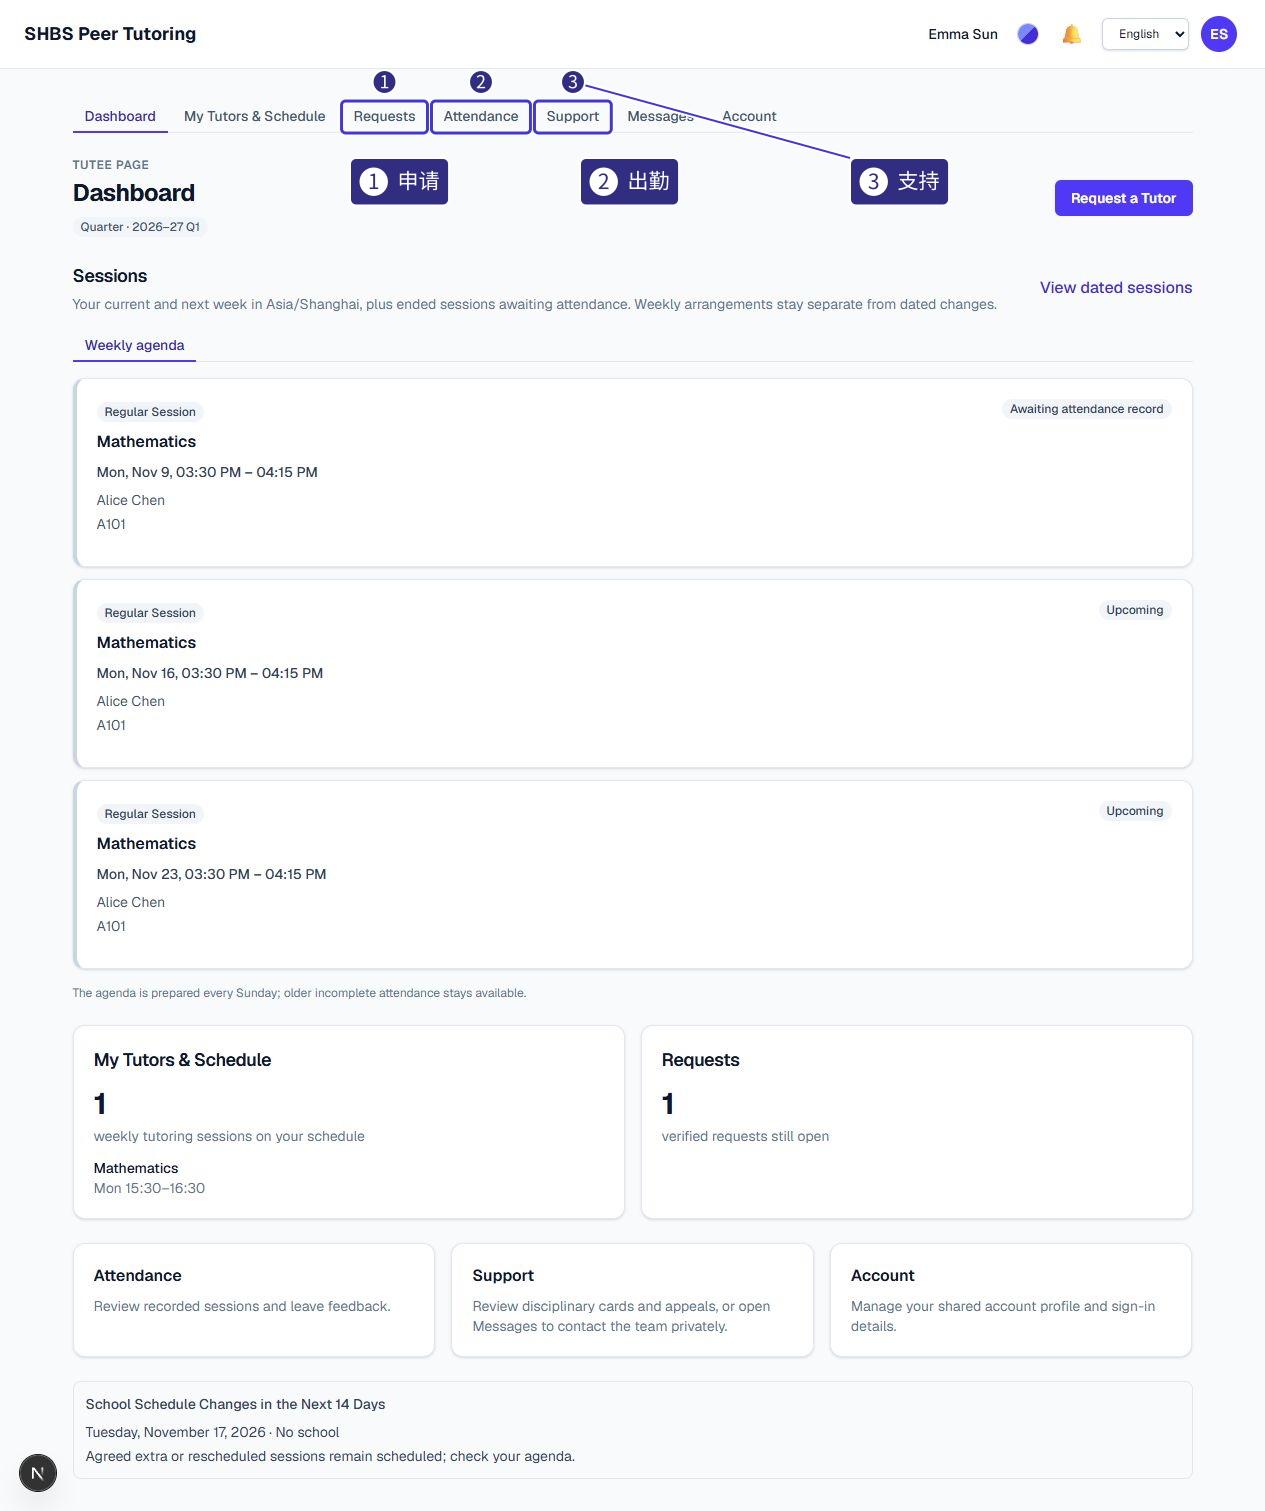 SHBS Peer Tutoring
Emma Sun
English
ES
1 2 3
Dashboard My Tutors & Schedule Requests Attendance Support Messages Account
TUTEE PAGE
Dashboard
Quarter · 2026–27 Q1
1 申请
2 出勤
3 支持
Request a Tutor
Sessions
Your current and next week in Asia/Shanghai, plus ended sessions awaiting attendance. Weekly arrangements stay separate from dated changes.
View dated sessions
Weekly agenda
Regular Session
Awaiting attendance record
Mathematics
Mon, Nov 9, 03:30 PM – 04:15 PM
Alice Chen
A101
Regular Session
Upcoming
Mathematics
Mon, Nov 16, 03:30 PM – 04:15 PM
Alice Chen
A101
Regular Session
Upcoming
Mathematics
Mon, Nov 23, 03:30 PM – 04:15 PM
Alice Chen
A101
The agenda is prepared every Sunday; older incomplete attendance stays available.
My Tutors & Schedule
1
weekly tutoring sessions on your schedule
Mathematics
Mon 15:30–16:30
Requests
1
verified requests still open
Attendance
Review recorded sessions and leave feedback.
Support
Review disciplinary cards and appeals, or open
Messages to contact the team privately.
Account
Manage your shared account profile and sign-in
details.
School Schedule Changes in the Next 14 Days
Tuesday, November 17, 2026 · No school
Agreed extra or rescheduled sessions remain scheduled; check your agenda.
N